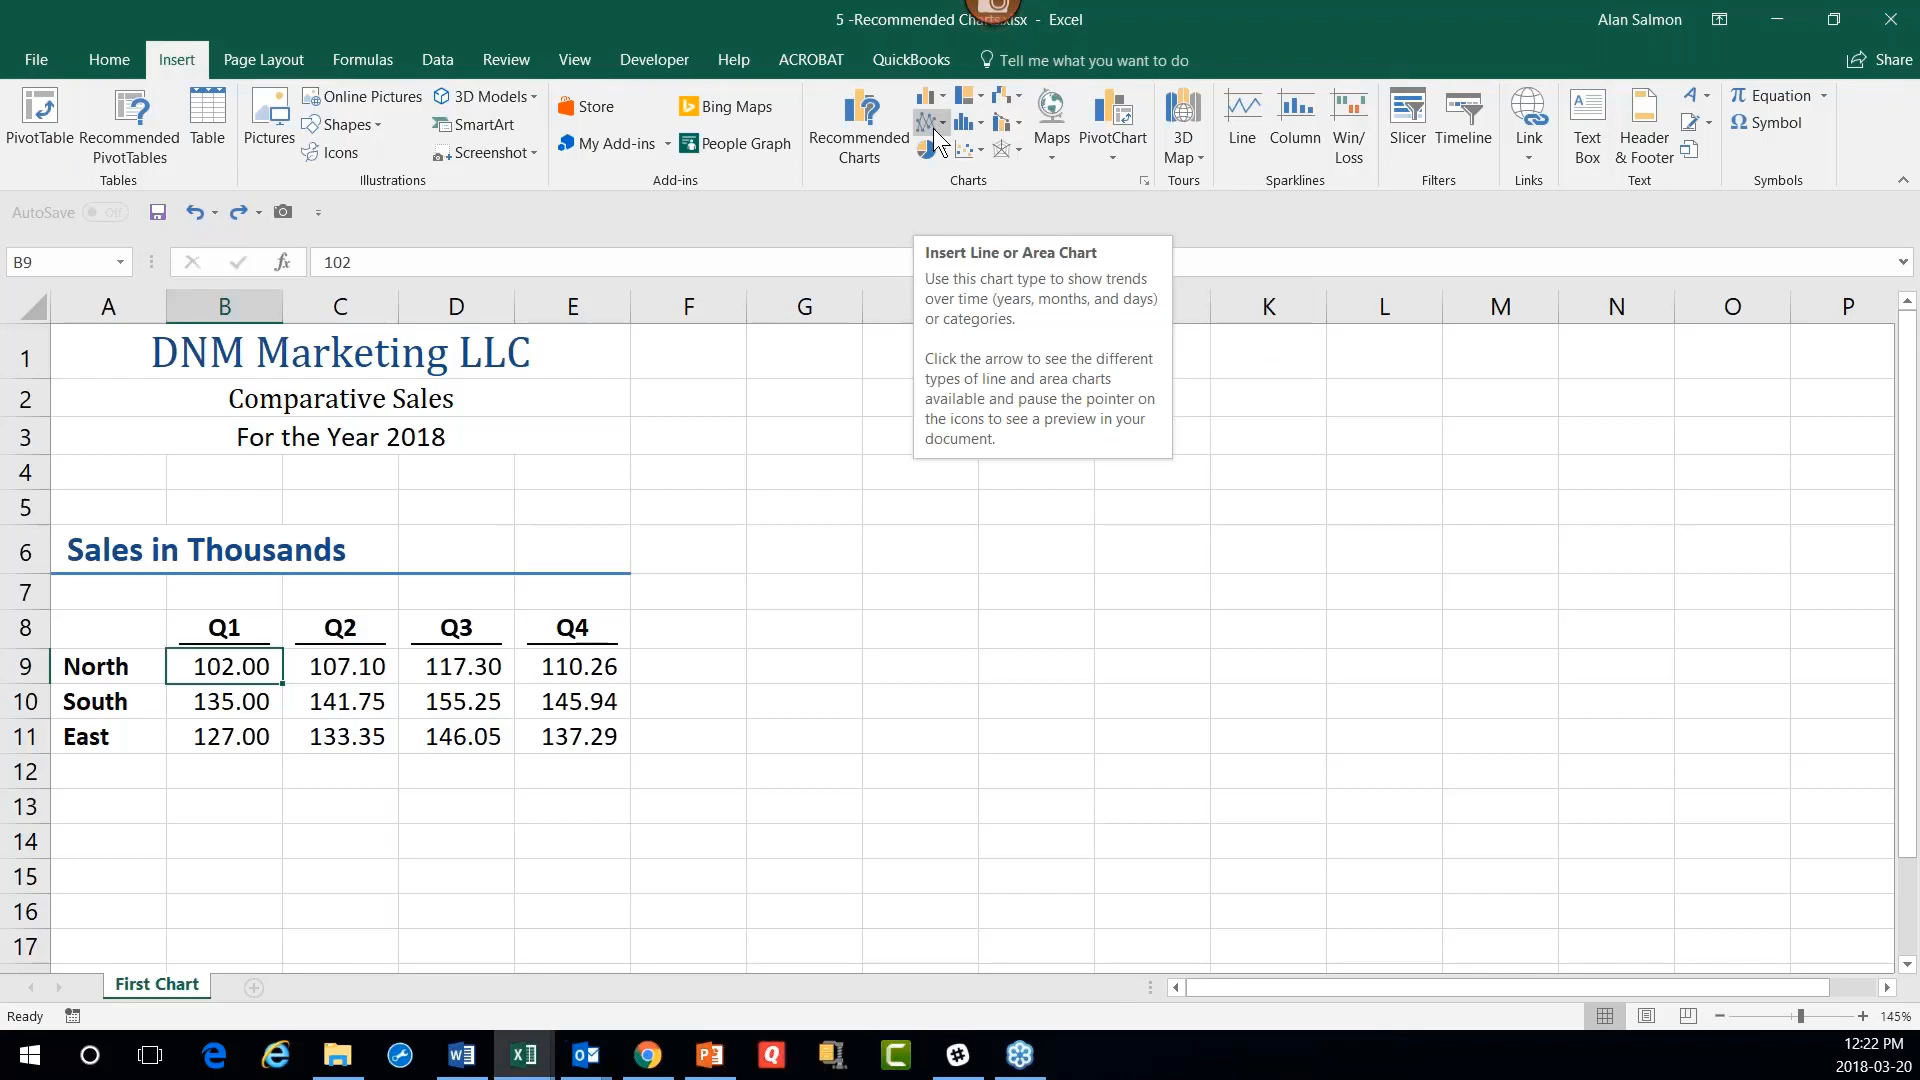 5 -Recommended Charts.xlsx - Excel
Alan Salmon
File Home Insert Page Layout Formulas Data Review View Developer Help ACROBAT QuickBooks Tell me what you want to do Share
PivotTable
Recommended
PivotTables
Table
Tables
Pictures
Online Pictures
Shapes
Icons
3D Models
SmartArt
Screenshot
Illustrations
Store
My Add-ins
Bing Maps
People Graph
Add-ins
Recommended
Charts
Maps
PivotChart
Charts
3D
Map
Tours
Line
Column
Win/
Loss
Sparklines
Slicer
Timeline
Filters
Link
Links
Text
Box
Header
& Footer
Text
Equation
Symbol
Symbols
AutoSave Off
B9
fx
102
Insert Line or Area Chart
Use this chart type to show trends
over time (years, months, and days)
or categories.
Click the arrow to see the different
types of line and area charts
available and pause the pointer on
the icons to see a preview in your
document.
A B C D E F G K L M N O P
1 DNM Marketing LLC
2 Comparative Sales
3 For the Year 2018
4
5
6 Sales in Thousands
7
8 Q1 Q2 Q3 Q4
9 North 102.00 107.10 117.30 110.26
10 South 135.00 141.75 155.25 145.94
11 East 127.00 133.35 146.05 137.29
12
13
14
15
16
17
First Chart
Ready
145%
12:22 PM
2018-03-20